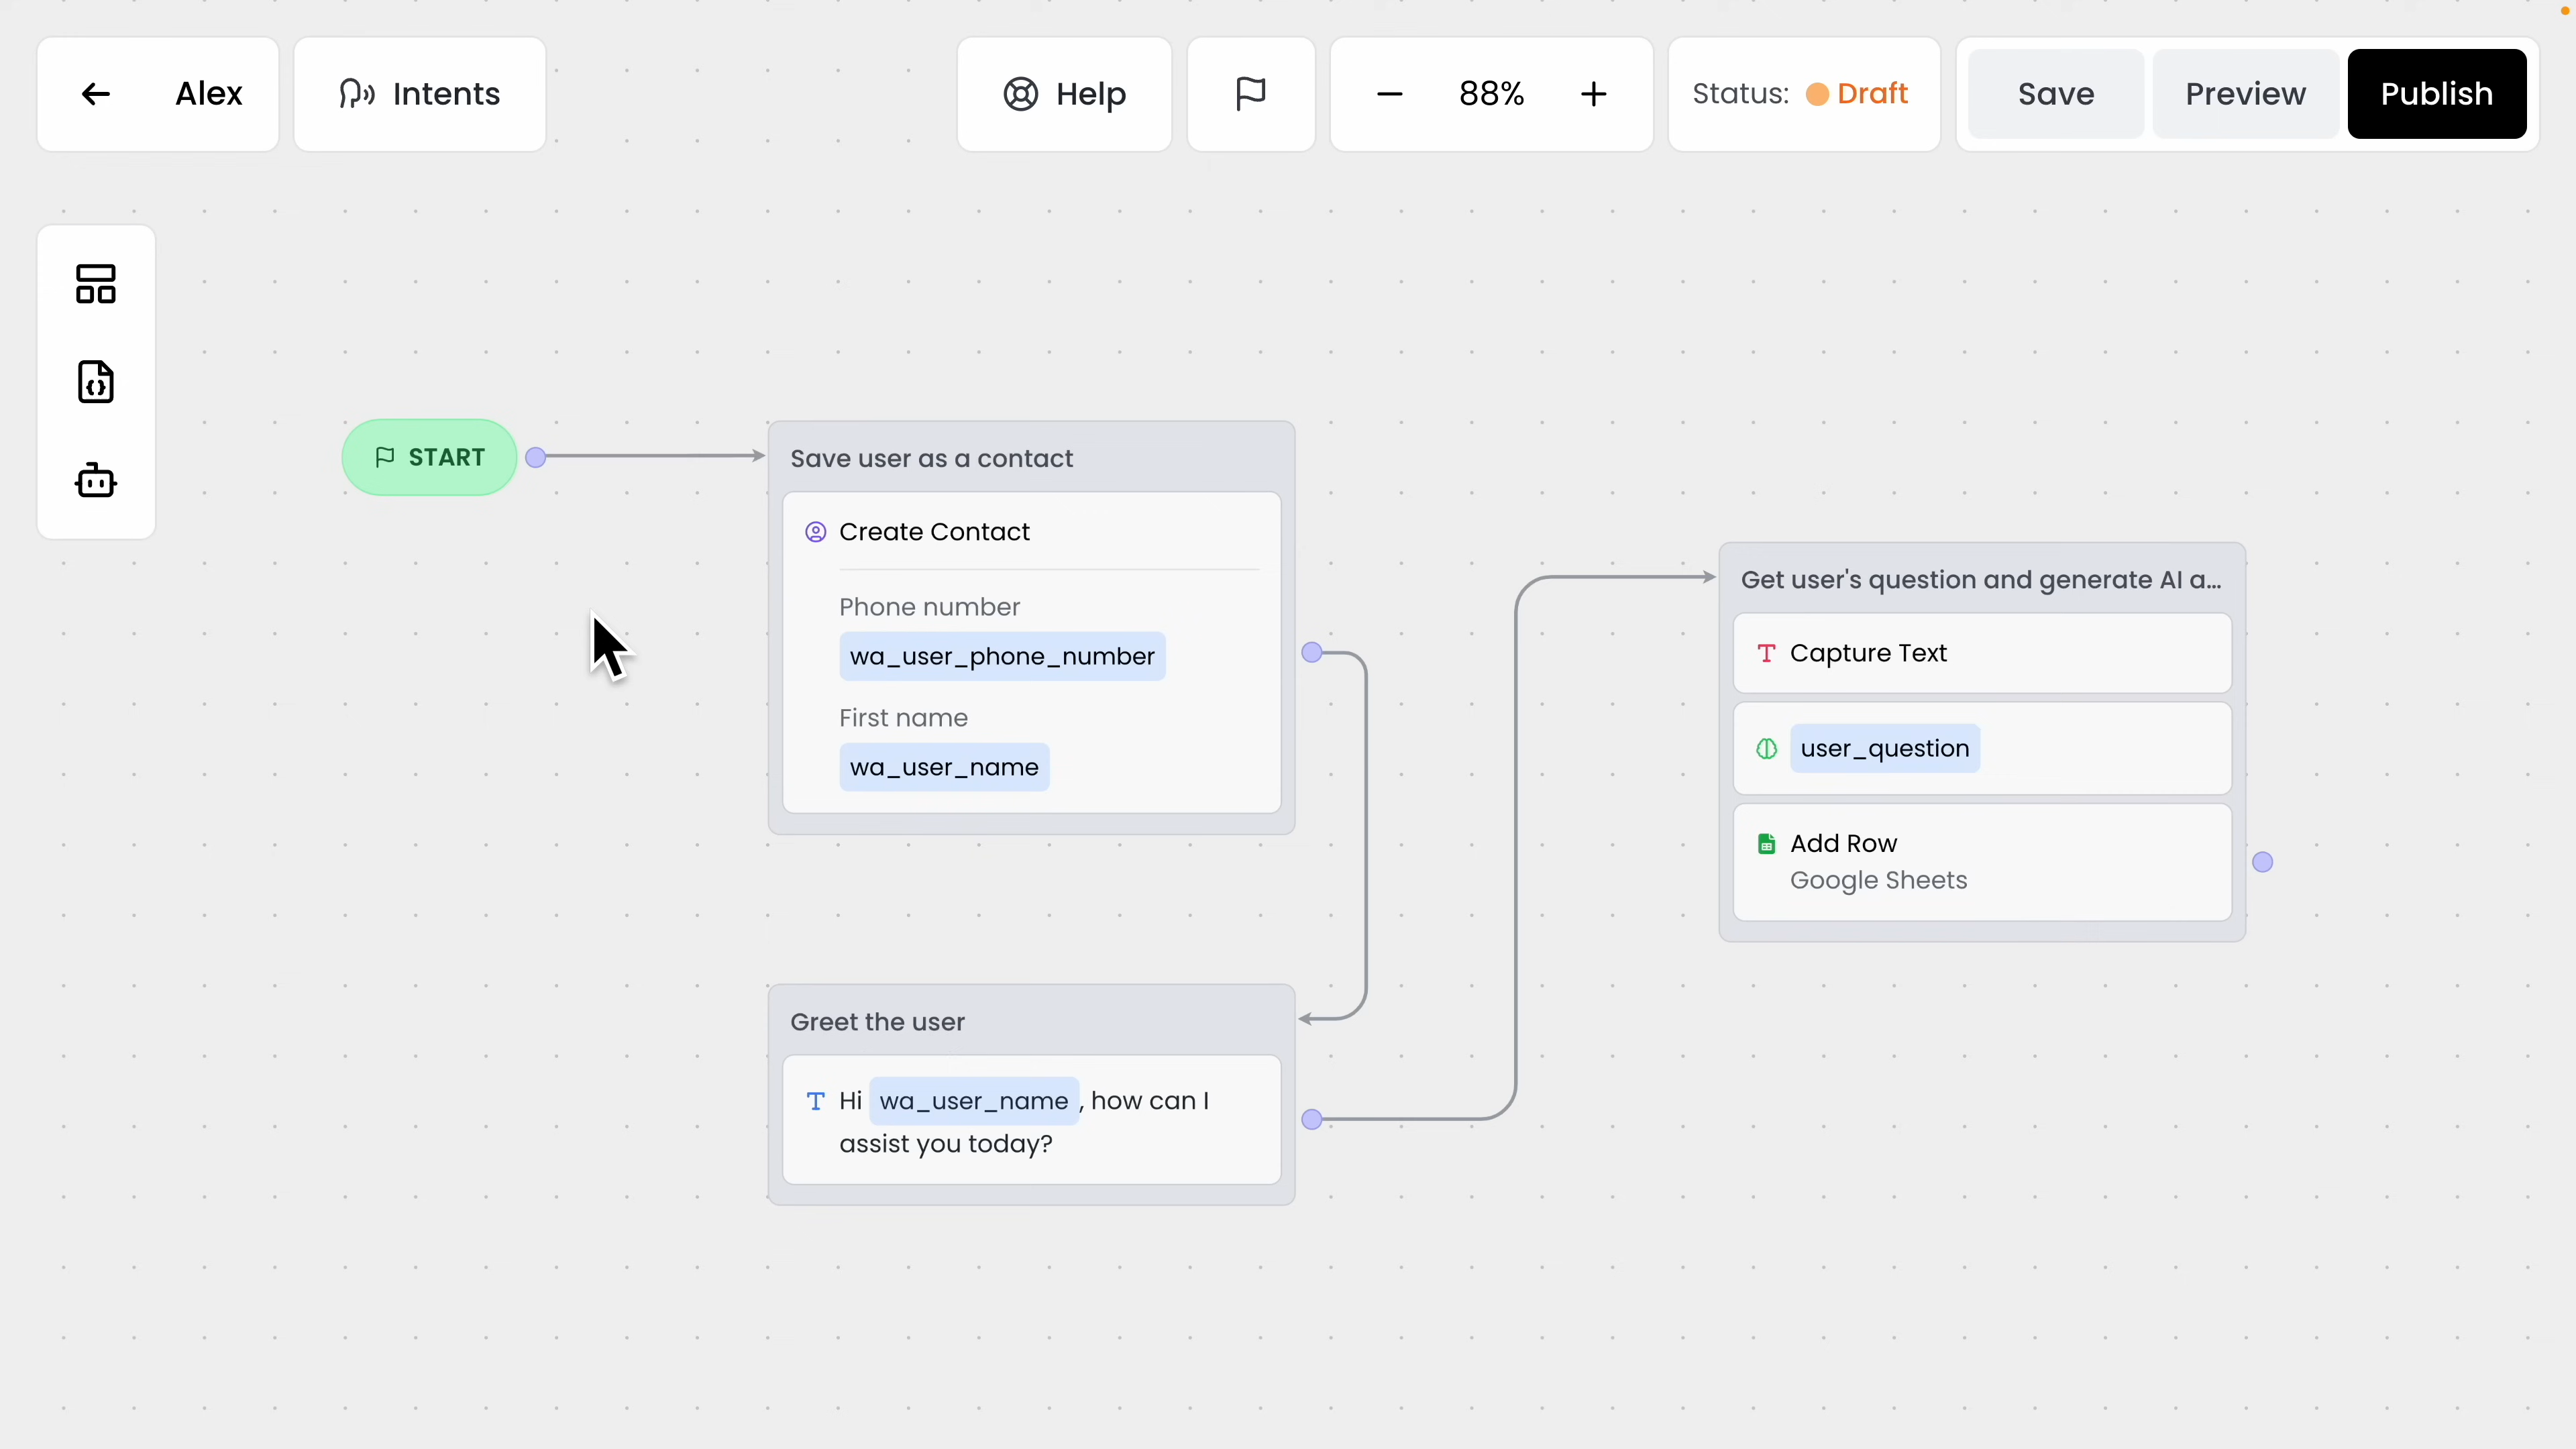 Alex
Intents
Help
88%
Status: Draft
Save
Preview
Publish
START
Save user as a contact
Create Contact
Phone number
wa_user_phone_number
First name
wa_user_name
Greet the user
Hi wa_user_name , how can I
assist you today?
Get user's question and generate AI a...
Capture Text
user_question
Add Row
Google Sheets